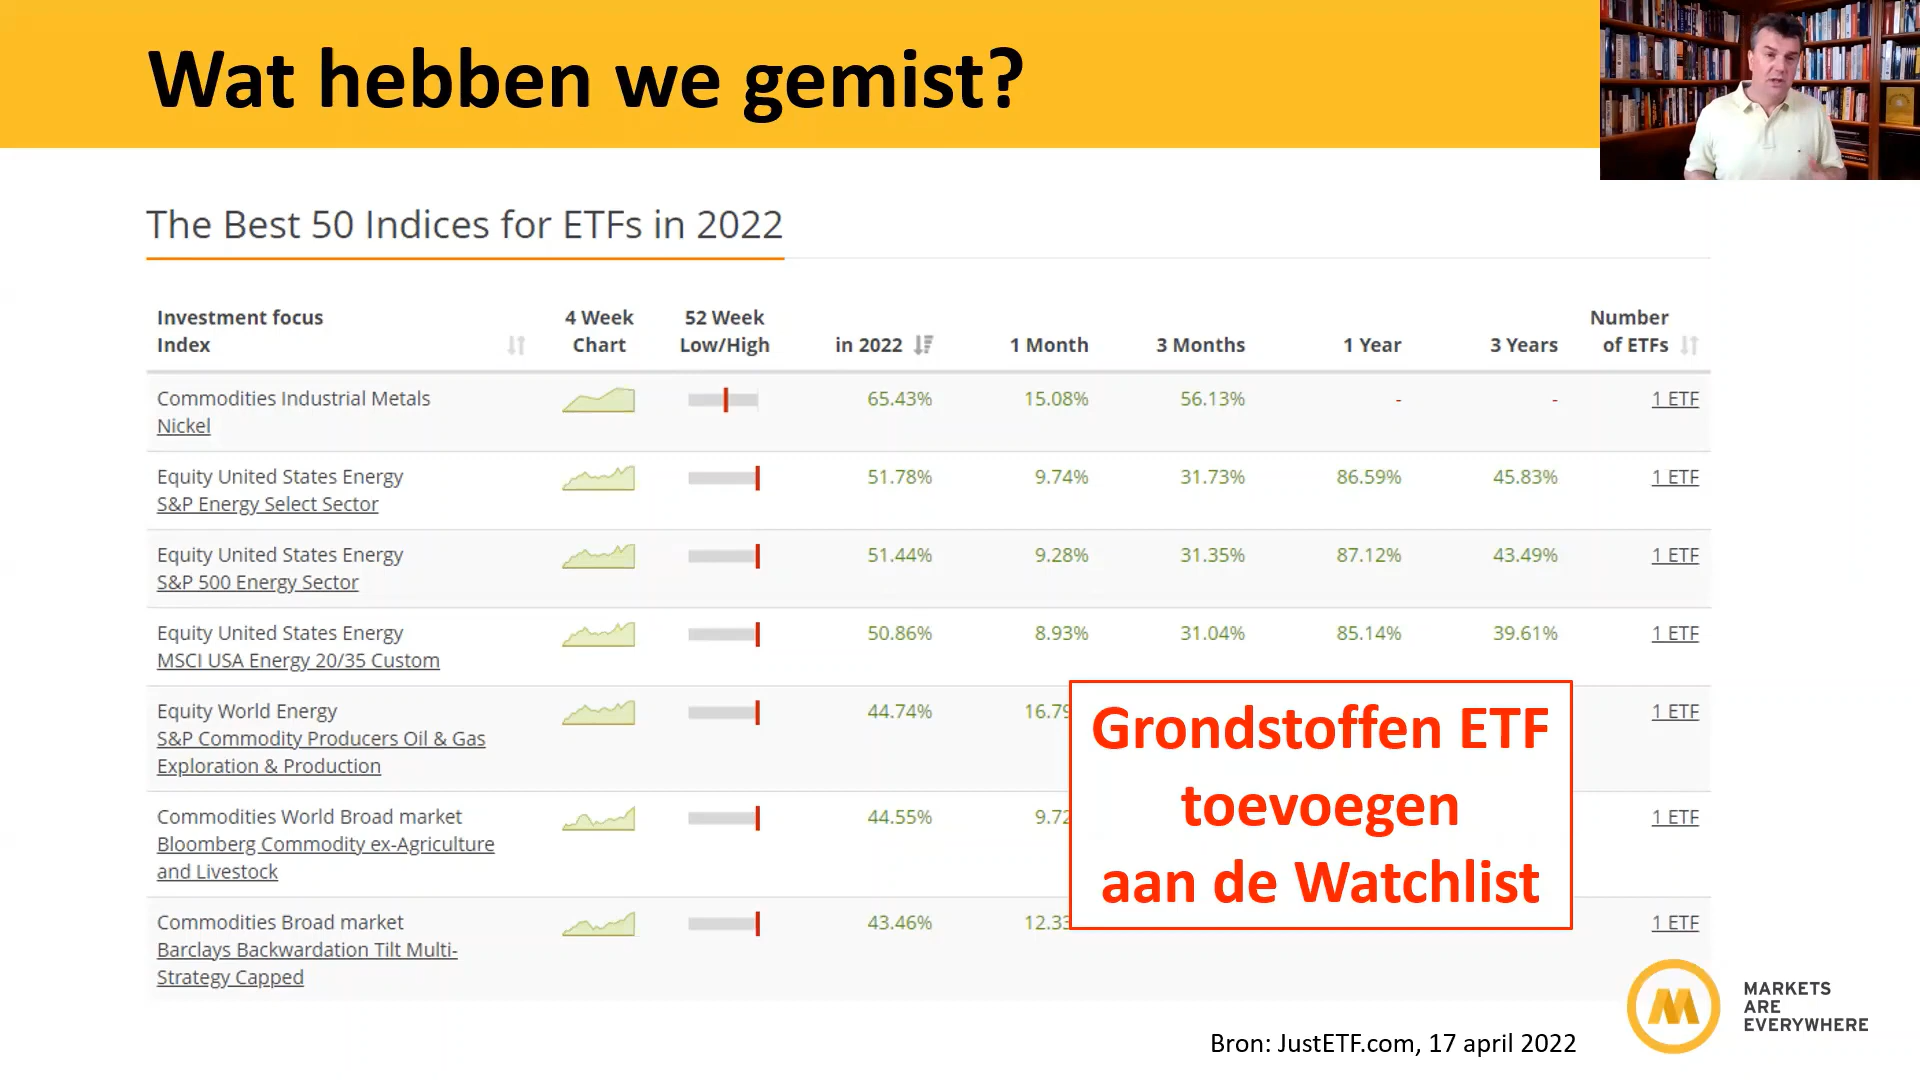 Wat hebben we gemist?
The Best 50 Indices for ETFs in 2022
Investment focus
Index
4 Week
Chart
52 Week
Low/High
in 2022
1 Month
3 Months
1 Year
3 Years
Number
of ETFs
Commodities Industrial Metals
Nickel
65.43% 15.08% 56.13% - - 1 ETF
Equity United States Energy
S&P Energy Select Sector
51.78% 9.74% 31.73% 86.59% 45.83% 1 ETF
Equity United States Energy
S&P 500 Energy Sector
51.44% 9.28% 31.35% 87.12% 43.49% 1 ETF
Equity United States Energy
MSCI USA Energy 20/35 Custom
50.86% 8.93% 31.04% 85.14% 39.61% 1 ETF
Equity World Energy
S&P Commodity Producers Oil & Gas
Exploration & Production
44.74% 16.79 1 ETF
Commodities World Broad market
Bloomberg Commodity ex-Agriculture
and Livestock
44.55% 9.72 1 ETF
Commodities Broad market
Barclays Backwardation Tilt Multi-
Strategy Capped
43.46% 12.33 1 ETF
Grondstoffen ETF
toevoegen
aan de Watchlist
MARKETS
ARE
EVERYWHERE
Bron: JustETF.com, 17 april 2022